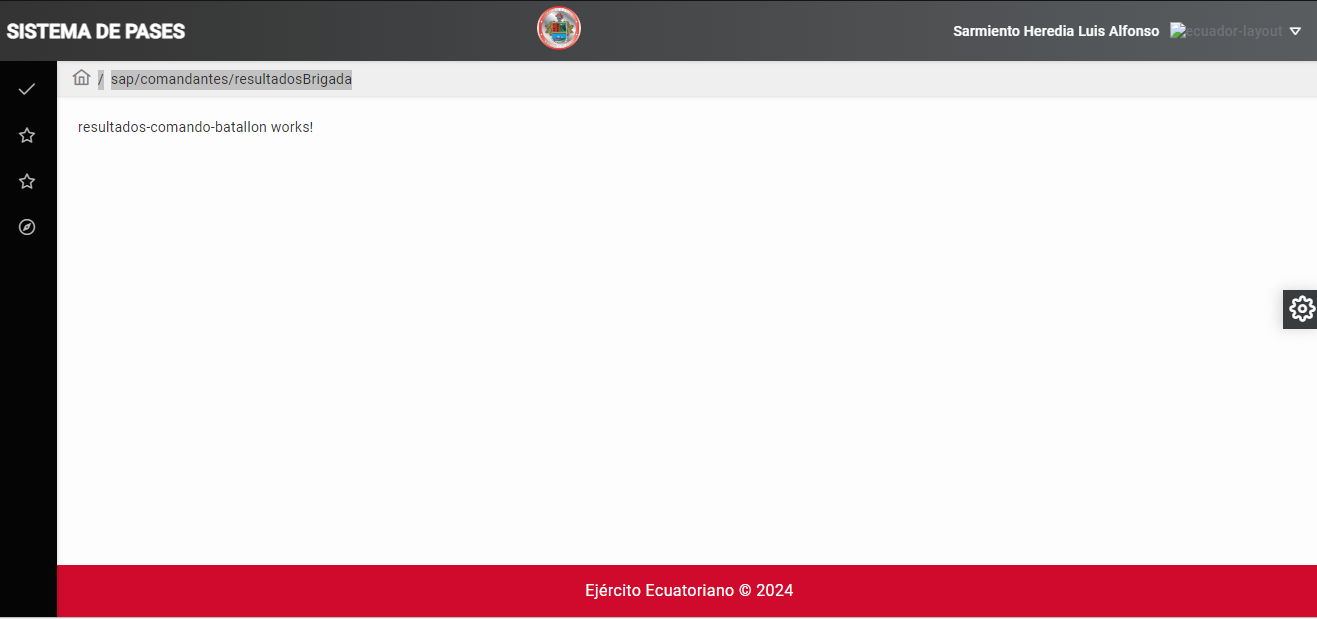 SISTEMA DE PASES
Sarmiento Heredia Luis Alfonso ecuador-layout
/ sap/comandantes/resultadosBrigada
resultados-comando-batallon works!
Ejército Ecuatoriano © 2024